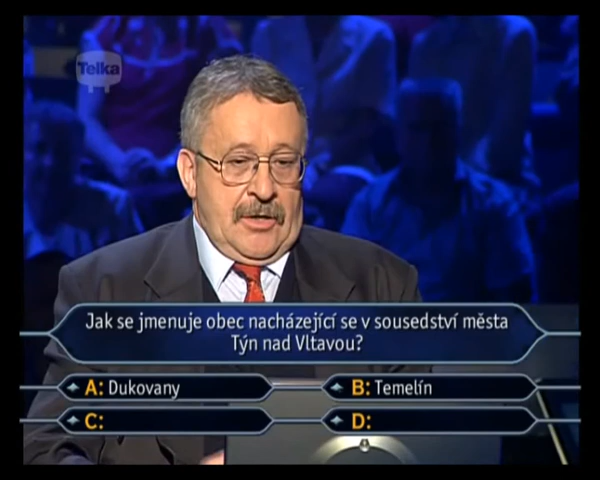 Telka
Jak se jmenuje obec nacházející se v sousedství města
Týn nad Vltavou?
A: Dukovany
B: Temelín
C:
D: